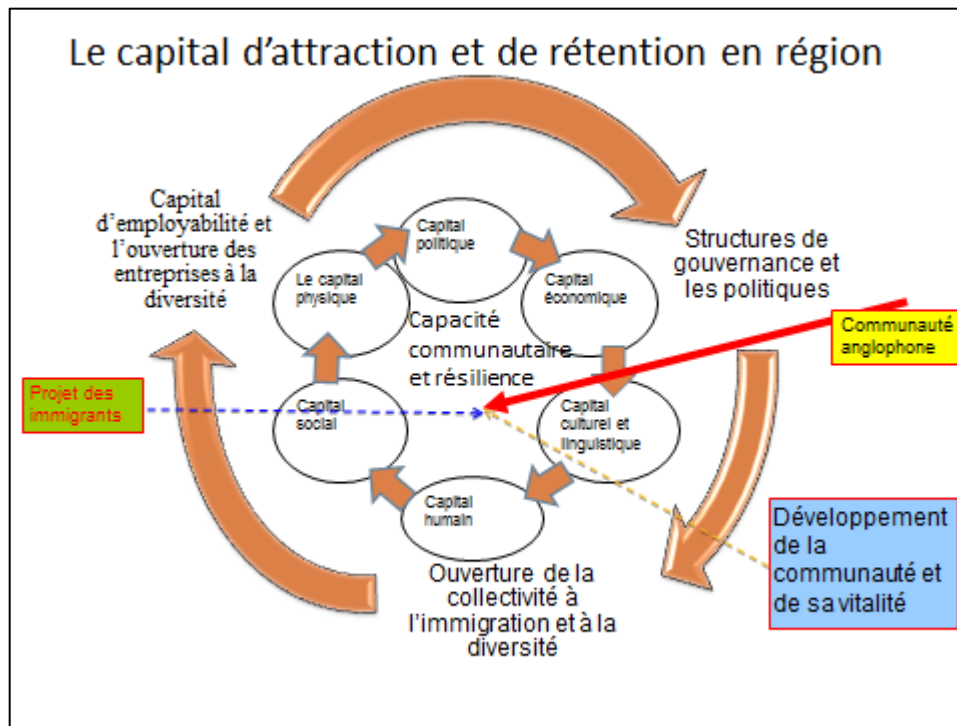 Le capital d'attraction et de rétention en région
Capital
d'employabilité et
l'ouverture des
entreprises à la
diversité
Capital
politique
Le capital
physique
Capital
économique
Structures de
gouvernance et
les politiques
Capacité
communautaire
et résilience
Communauté
anglophone
Projet des
immigrants
Capital
social
Capital
culturel et
linguistique
Capital
humain
Développement
de la
communauté et
de sa vitalité
Ouverture de la
collectivité à
l'immigration et à la
diversité